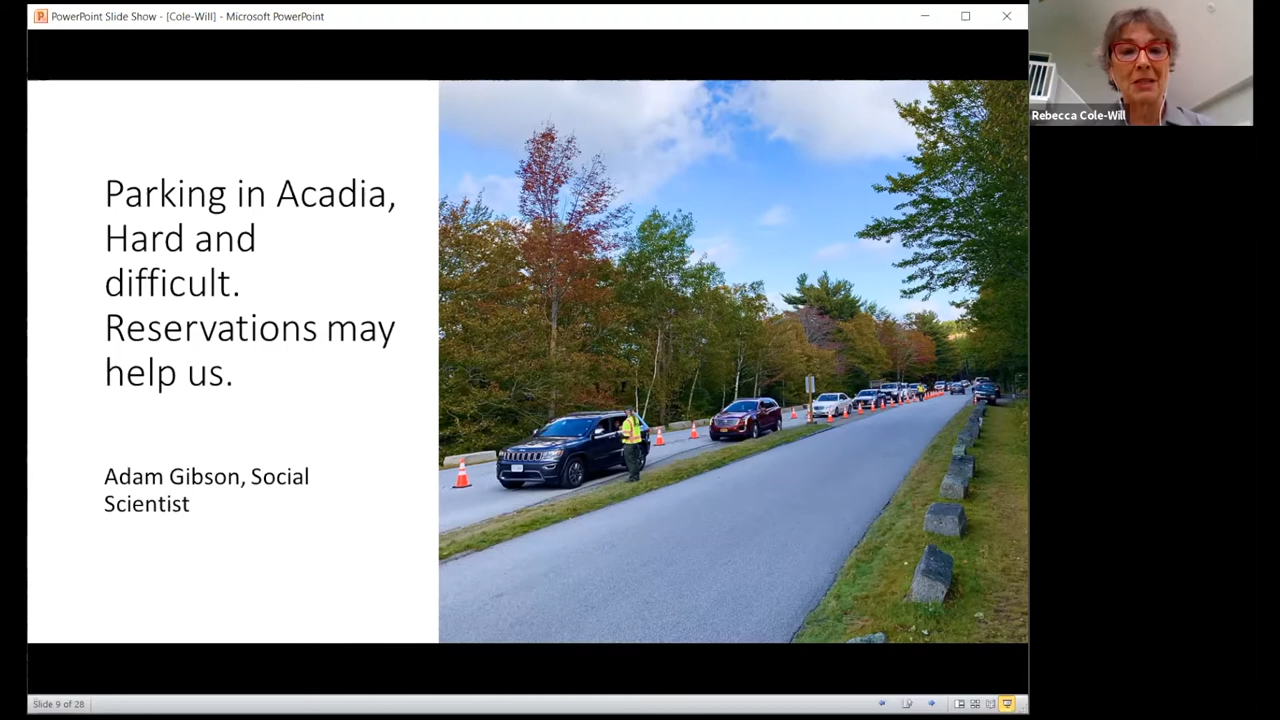 PowerPoint Slide Show - [Cole-Will] - Microsoft PowerPoint
Rebecca Cole-Will
Parking in Acadia,
Hard and
difficult.
Reservations may
help us.
Adam Gibson, Social
Scientist
Slide 9 of 28